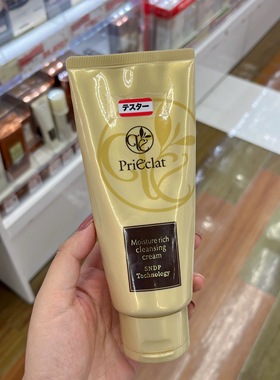 テスター
PriEclat
Moisture rich
cleansing
cream
SNDP
Technology